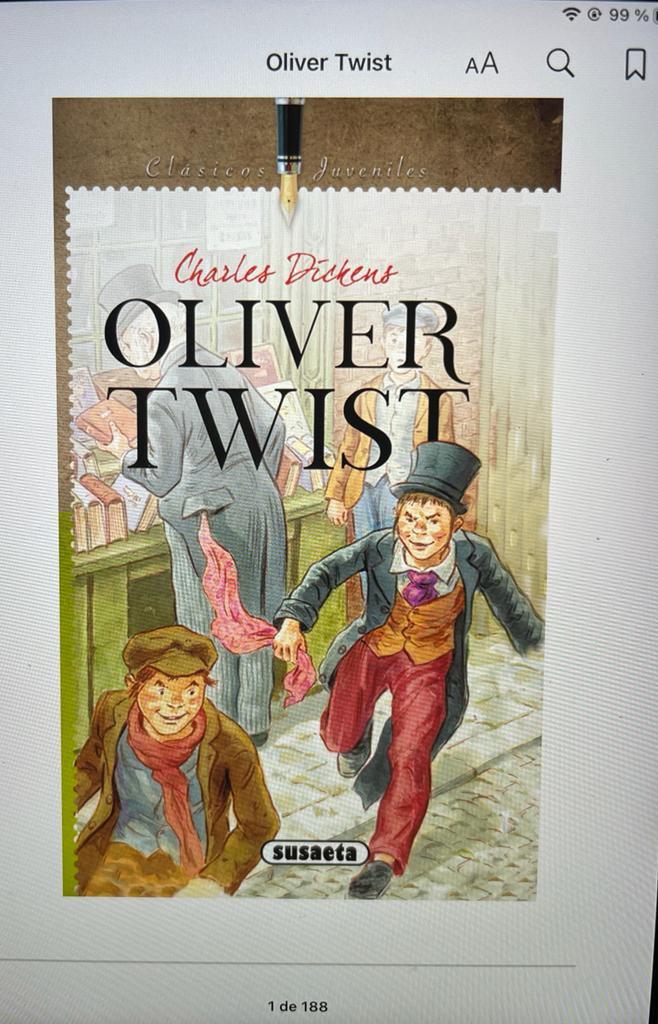 99 %
Oliver Twist
AA
Clásicos Juveniles
Charles Dickens
OLIVER
TWIST
susaeta
1 de 188